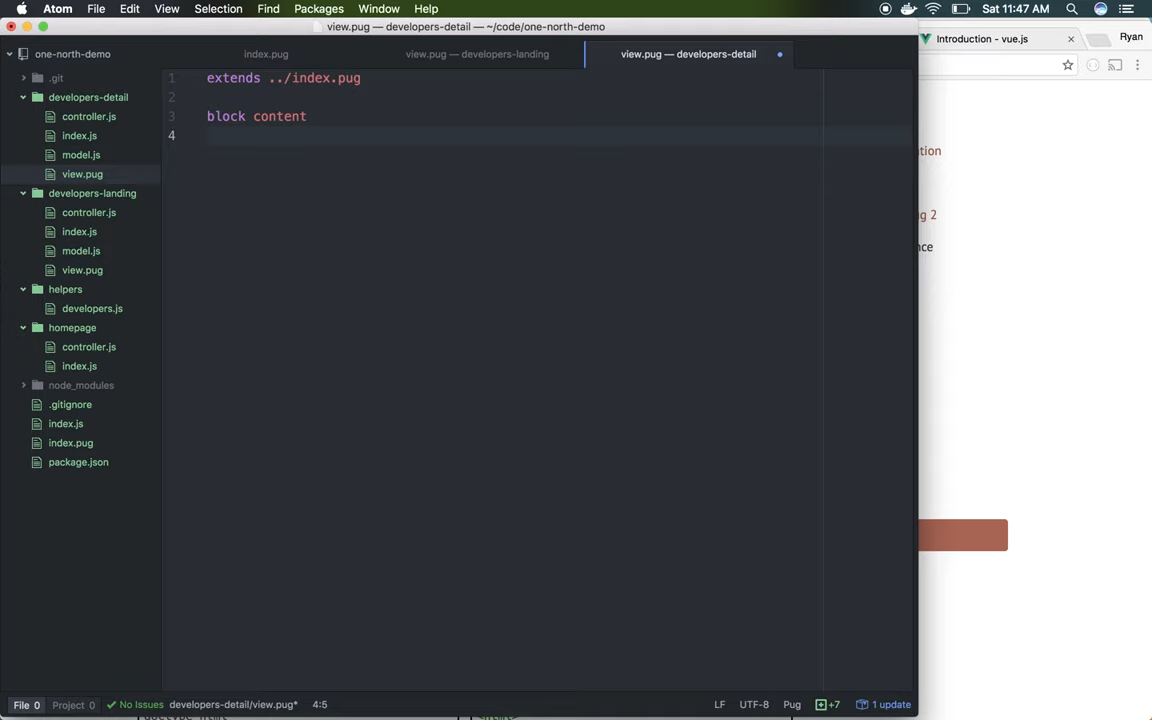 Atom File Edit View Selection Find Packages Window Help Sat 11:47 AM
view.pug — developers-detail — ~/code/one-north-demo
one-north-demo
index.pug
view.pug — developers-landing
view.pug — developers-detail
Introduction - vue.js
Ryan
.git
developers-detail
controller.js
index.js
model.js
view.pug
developers-landing
controller.js
index.js
model.js
view.pug
helpers
developers.js
homepage
controller.js
index.js
node_modules
.gitignore
index.js
index.pug
package.json
1 extends ../index.pug
2
3 block content
4
tion
g 2
nce
File 0 Project 0 No Issues developers-detail/view.pug* 4:5 LF UTF-8 Pug +7 1 update